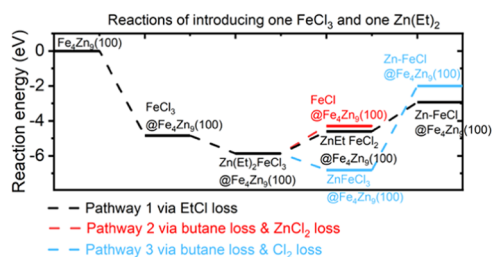 Reactions of introducing one FeCl3 and one Zn(Et)2
Reaction energy (eV)
0
-2
-4
-6
Fe4Zn9(100)
FeCl3
@Fe4Zn9(100)
Zn(Et)2FeCl3
@Fe4Zn9(100)
FeCl
@Fe4Zn9(100)
ZnEt FeCl2
@Fe4Zn9(100)
ZnFeCl3
@Fe4Zn9(100)
Zn-FeCl
@Fe4Zn9(100)
Zn-FeCl
@Fe4Zn9(100)
Pathway 1 via EtCl loss
Pathway 2 via butane loss & ZnCl2 loss
Pathway 3 via butane loss & Cl2 loss